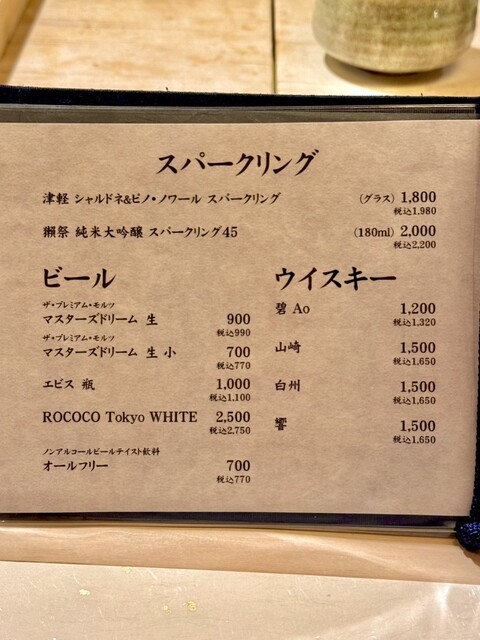 スパークリング
津軽 シャルドネ&ピノ・ノワール スパークリング (グラス) 1,800
税込1.980
獺祭 純米大吟醸 スパークリング45 (180ml) 2,000
税込2,200
ビール
ザ・プレミアム・モルツ
マスターズドリーム 生 900
税込990
ザ・プレミアム・モルツ
マスターズドリーム 生 小 700
税込770
エビス 瓶 1,000
税込1,100
ROCOCO Tokyo WHITE 2,500
税込2,750
ノンアルコールビールテイスト飲料
オールフリー 700
税込770
ウイスキー
碧 Ao 1,200
税込1,320
山崎 1,500
税込1,650
白州 1,500
税込1,650
響 1,500
税込1,650